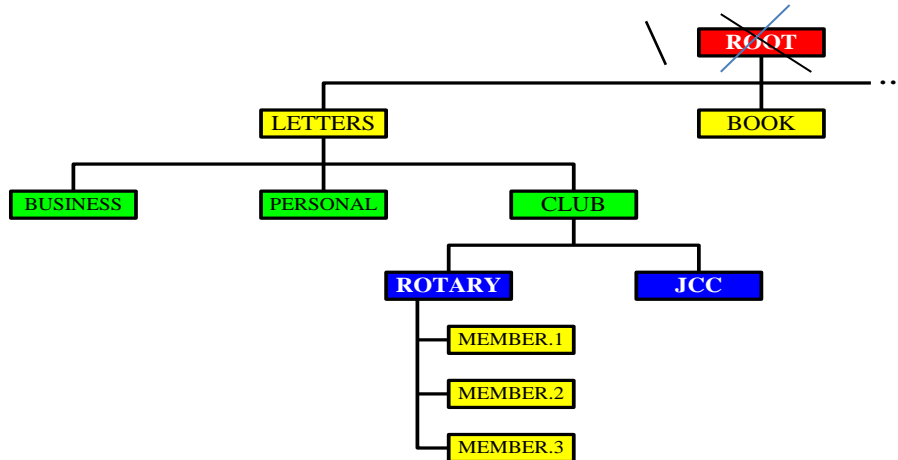 \
ROOT
LETTERS
BOOK
BUSINESS
PERSONAL
CLUB
ROTARY
JCC
MEMBER.1
MEMBER.2
MEMBER.3